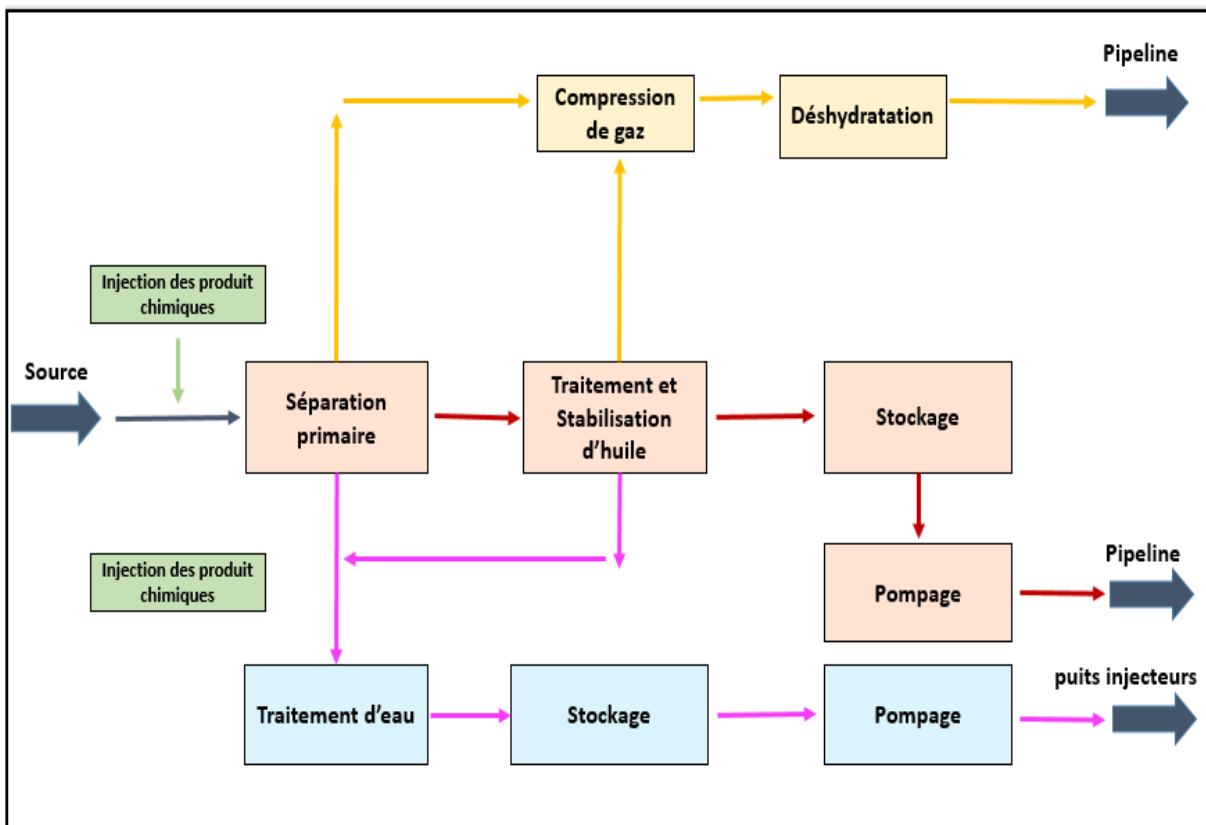 Pipeline
Compression
de gaz
Déshydratation
Injection des produit
chimiques
Source
Séparation
primaire
Traitement et
Stabilisation
d'huile
Stockage
Injection des produit
chimiques
Pompage
Pipeline
Traitement d'eau
Stockage
Pompage
puits injecteurs